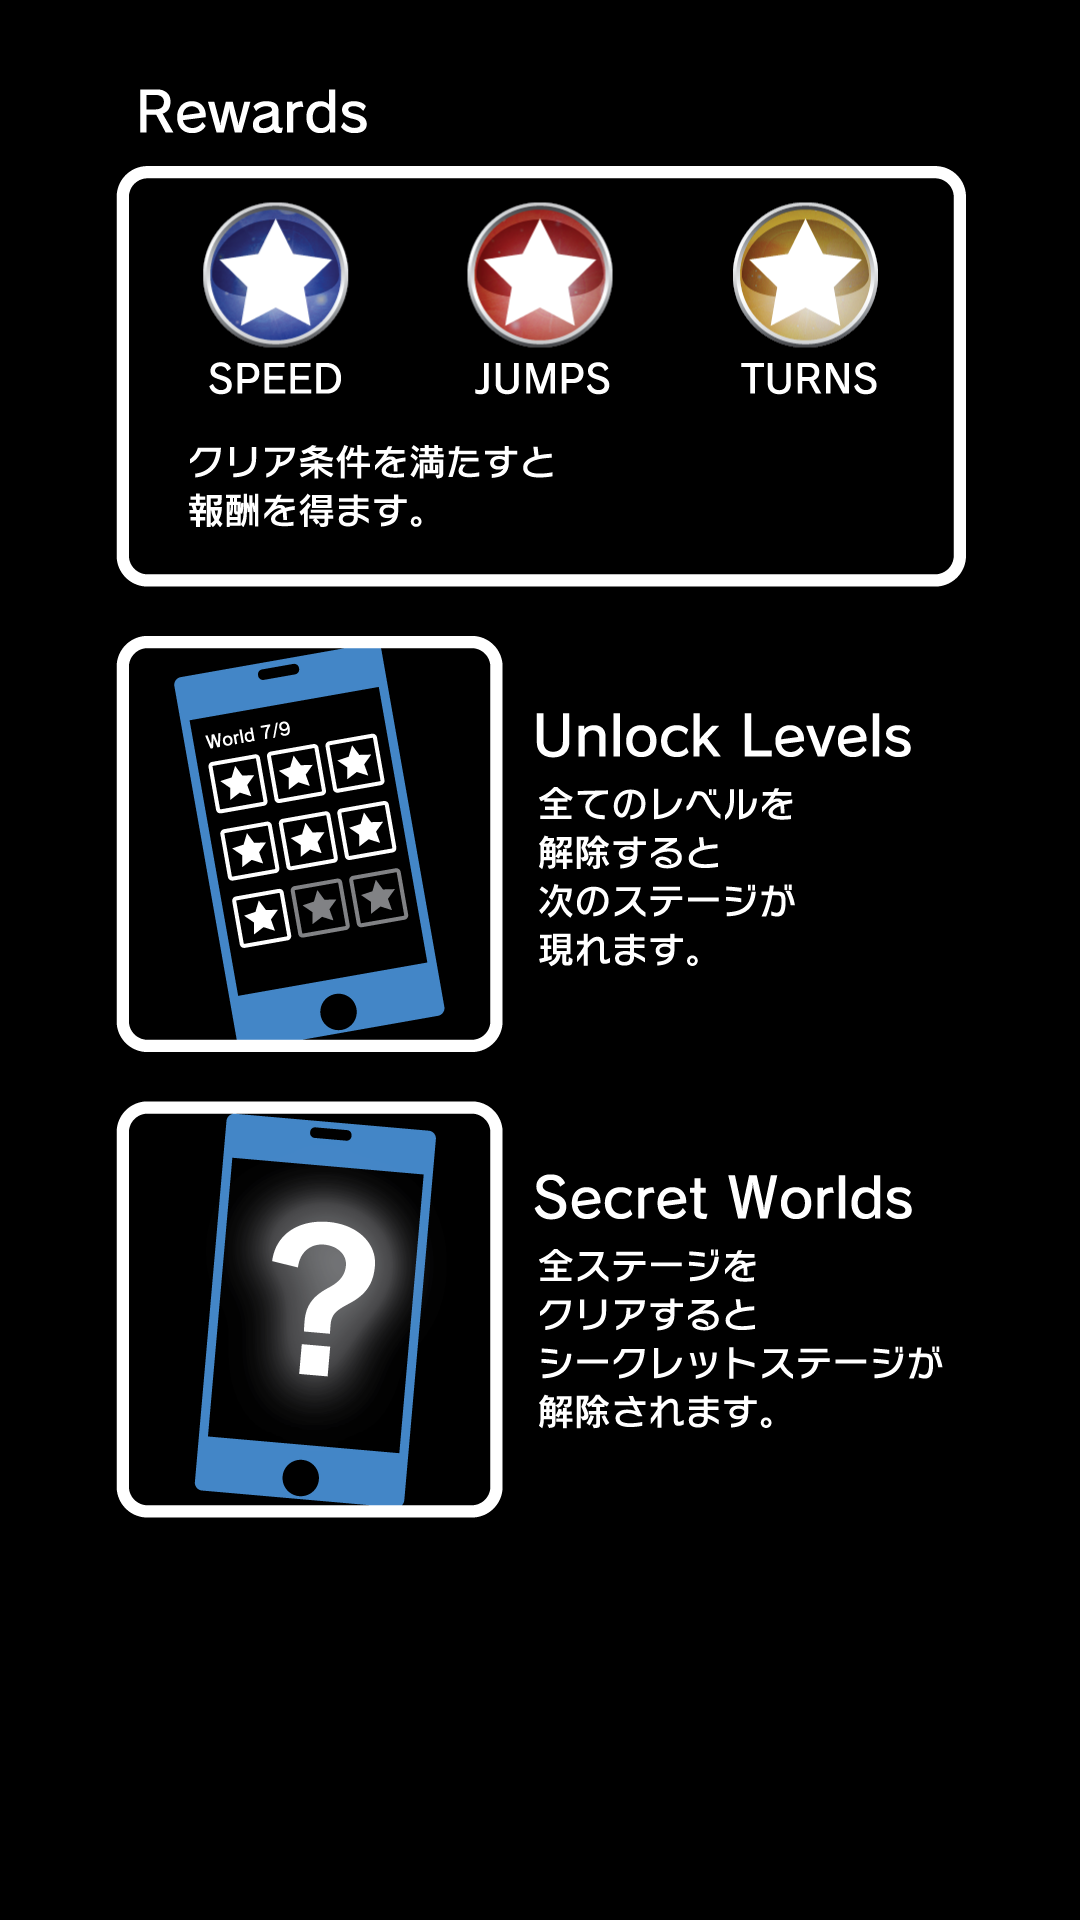 Rewards
SPEED JUMPS TURNS
クリア条件を満たすと
報酬を得ます。
World 7/9
Unlock Levels
全てのレベルを
解除すると
次のステージが
現れます。
?
Secret Worlds
全ステージを
クリアすると
シークレットステージが
解除されます。